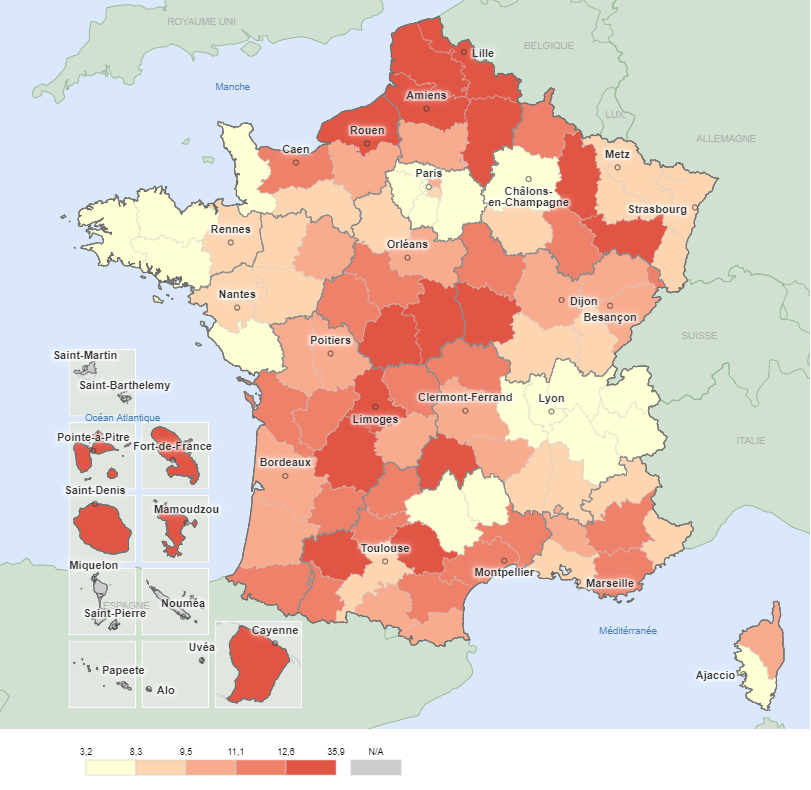 ROYAUME UNI
BELGIQUE
Lille
Manche
Amiens
LUX.
Rouen
ALLEMAGNE
Caen
Metz
Paris
Châlons-
en-Champagne
Strasbourg
Rennes
Orléans
Nantes
Dijon
Besançon
SUISSE
Poitiers
Saint-Martin
Saint-Barthelemy
Clermont-Ferrand
Lyon
Océan Atlantique
Limoges
Pointe-à-Pitre
Fort-de-France
ITALIE
Bordeaux
Saint-Denis
Mamoudzou
Toulouse
Miquelon
Montpellier
Marseille
ESPAGNE
Nouméa
Saint-Pierre
Cayenne
Méditérranée
Uvéa
Papeete
Ajaccio
Alo
3,2 8,3 9,5 11,1 12,6 35,9 N/A